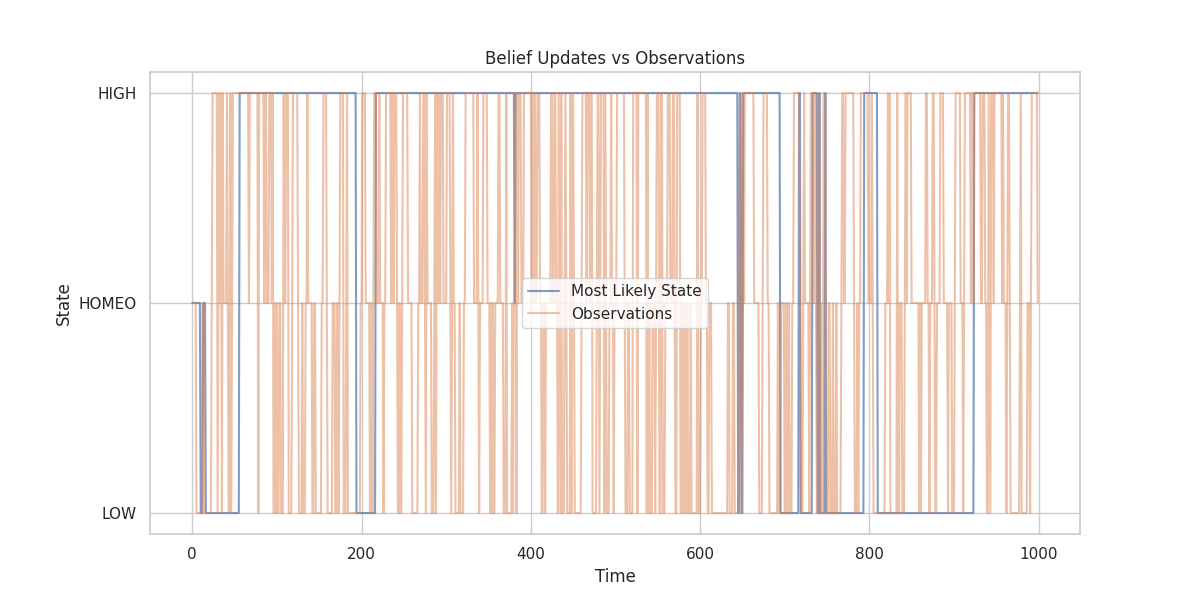 Belief Updates vs Observations
HIGH
HOMEO
LOW
State
Most Likely State
Observations
0
200
400
600
800
1000
Time